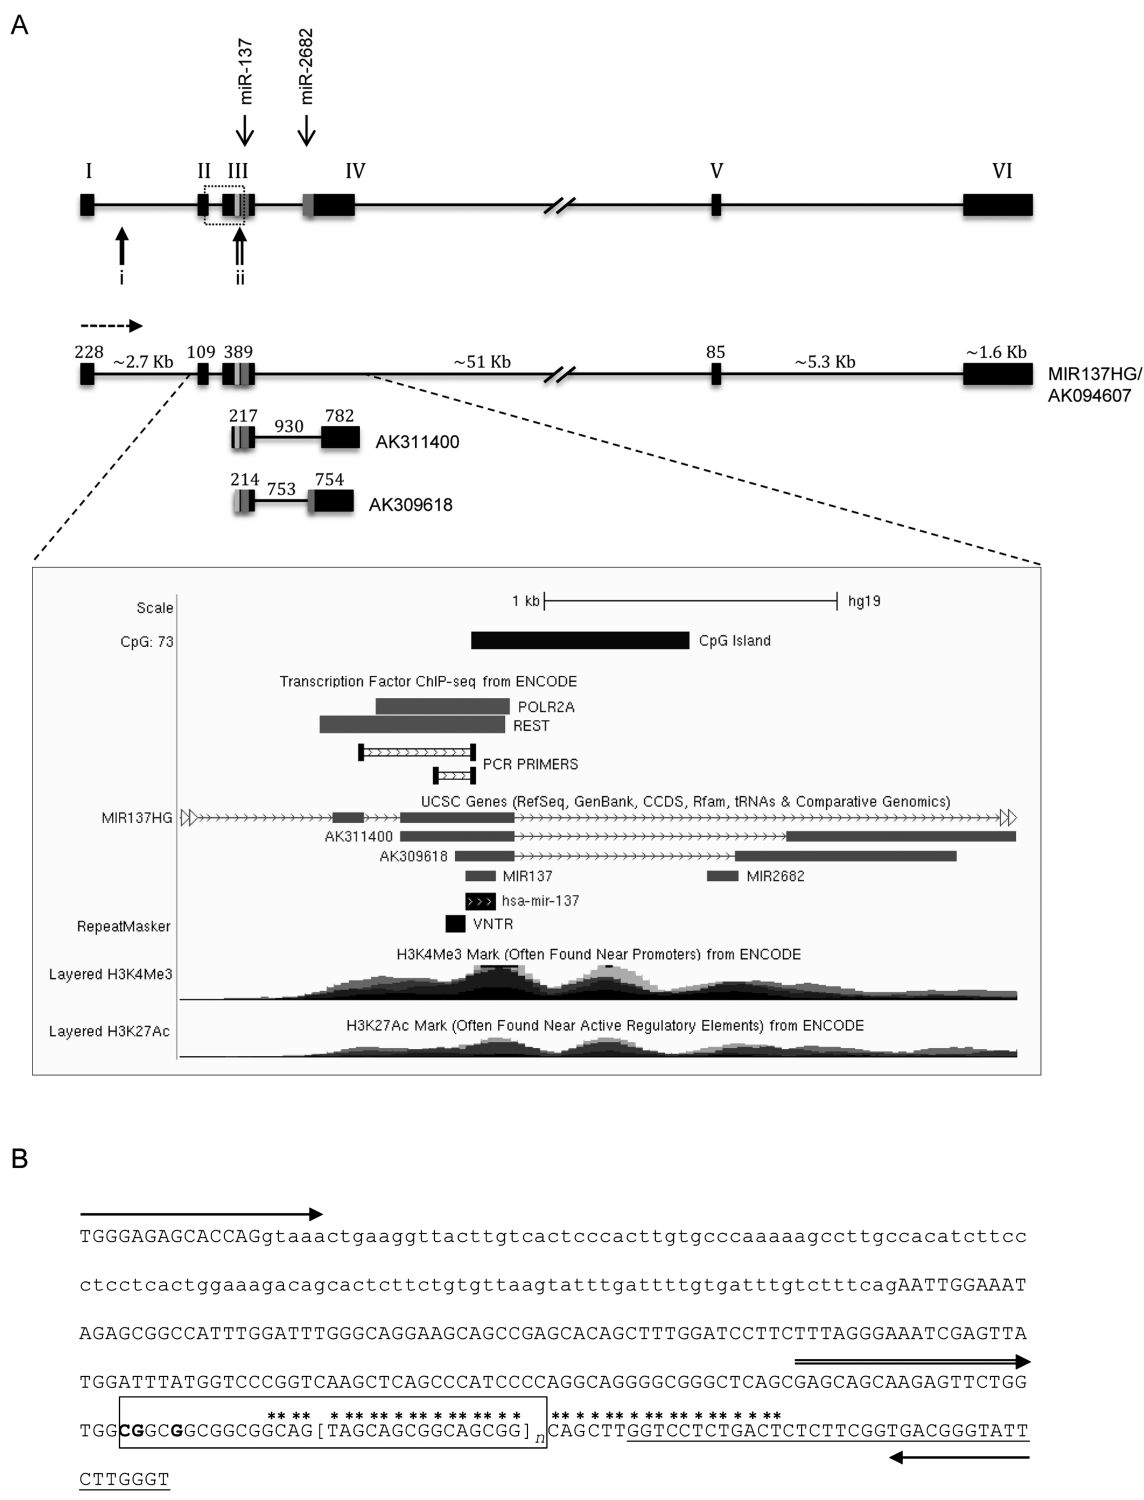 A
miR-137
miR-2682
I II III IV V VI
i ii
228 ~2.7 Kb 109 389 ~51 Kb 85 ~5.3 Kb ~1.6 Kb
MIR137HG/
AK094607
217 930 782 AK311400
214 753 754 AK309618
Scale 1 kb hg19
CpG: 73 CpG Island
Transcription Factor ChIP-seq from ENCODE
POLR2A
REST
PCR PRIMERS
UCSC Genes (RefSeq, GenBank, CCDS, Rfam, tRNAs & Comparative Genomics)
MIR137HG
AK311400
AK309618
MIR137 MIR2682
hsa-mir-137
RepeatMasker VNTR
H3K4Me3 Mark (Often Found Near Promoters) from ENCODE
Layered H3K4Me3
H3K27Ac Mark (Often Found Near Active Regulatory Elements) from ENCODE
Layered H3K27Ac
B
TGGGAGAGCACCAGgtaaactgaaggttacttgtcactcccacttgtgcccaaaaagccttgccacatcttcc
ctcctcactggaaagacagcactcttctgtgttaagtatttgattttgtgatttgtctttcagAATTGGAAAT
AGAGCGGCCATTTGGATTTGGGCAGGAAGCAGCCGAGCACAGCTTTGGATCCTTCTTTAGGGAAATCGAGTTA
TGGATTTATGGTCCCGGTCAAGCTCAGCCCATCCCCAGGCAGGGGCGGGCTCAGCGAGCAGCAAGAGTTCTGG
** ** * ** ** * ** ** ** ** * ** * * * ** ** * ** * * **
TGGCGGCGGCGGCGGCAG[TAGCAGCGGCAGCGG]nCAGCTTGGTCCTCTGACTCTCTTCGGTGACGGGTATT
CTTGGGT